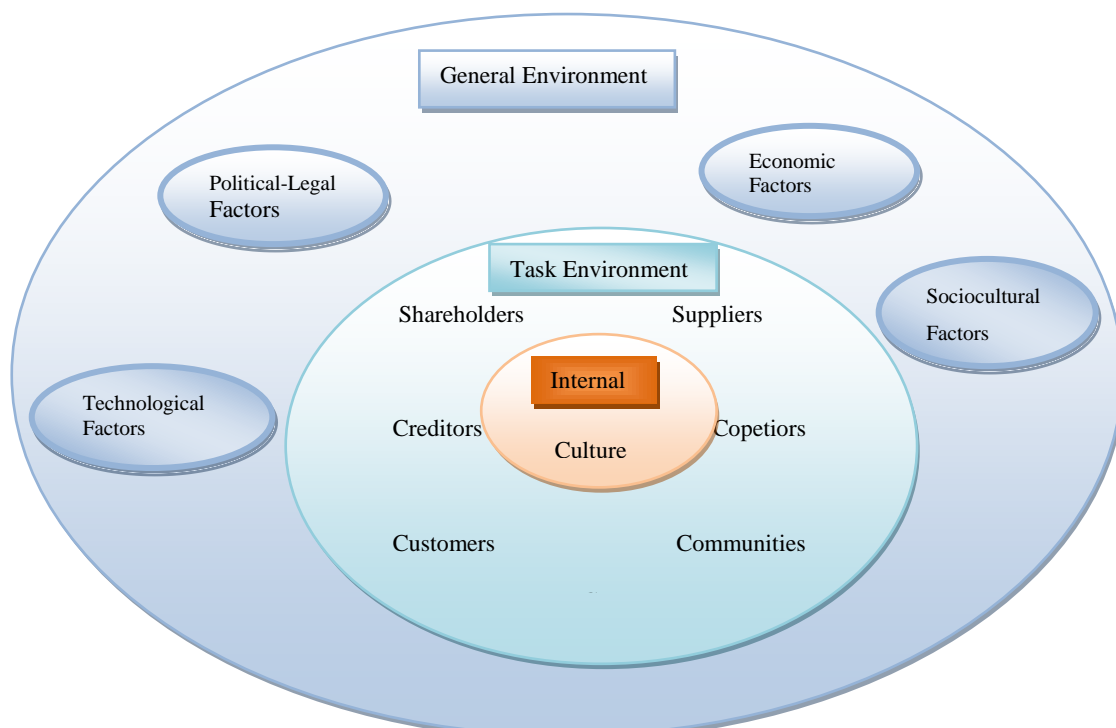 General Environment
Political-Legal
Factors
Economic
Factors
Task Environment
Sociocultural
Factors
Shareholders
Suppliers
Internal
Technological
Factors
Creditors
Copetiors
Culture
Customers
Communities